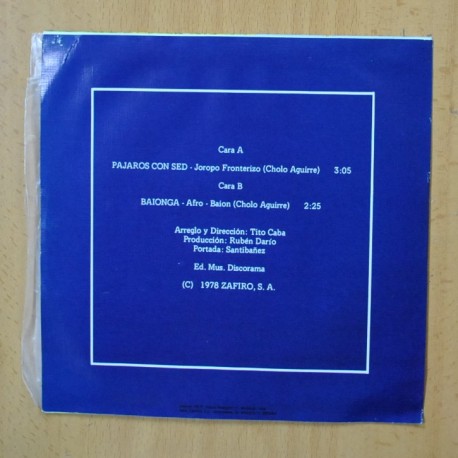 Cara A
PAJAROS CON SED - Joropo Fronterizo (Cholo Aguirre) 3:05
Cara B
BAIONGA - Afro - Baion (Cholo Aguirre) 2:25
Arreglo y Dirección: Tito Caba
Producción: Rubén Darío
Portada: Santibañez
Ed. Mus. Discorama
(C) 1978 ZAFIRO, S. A.